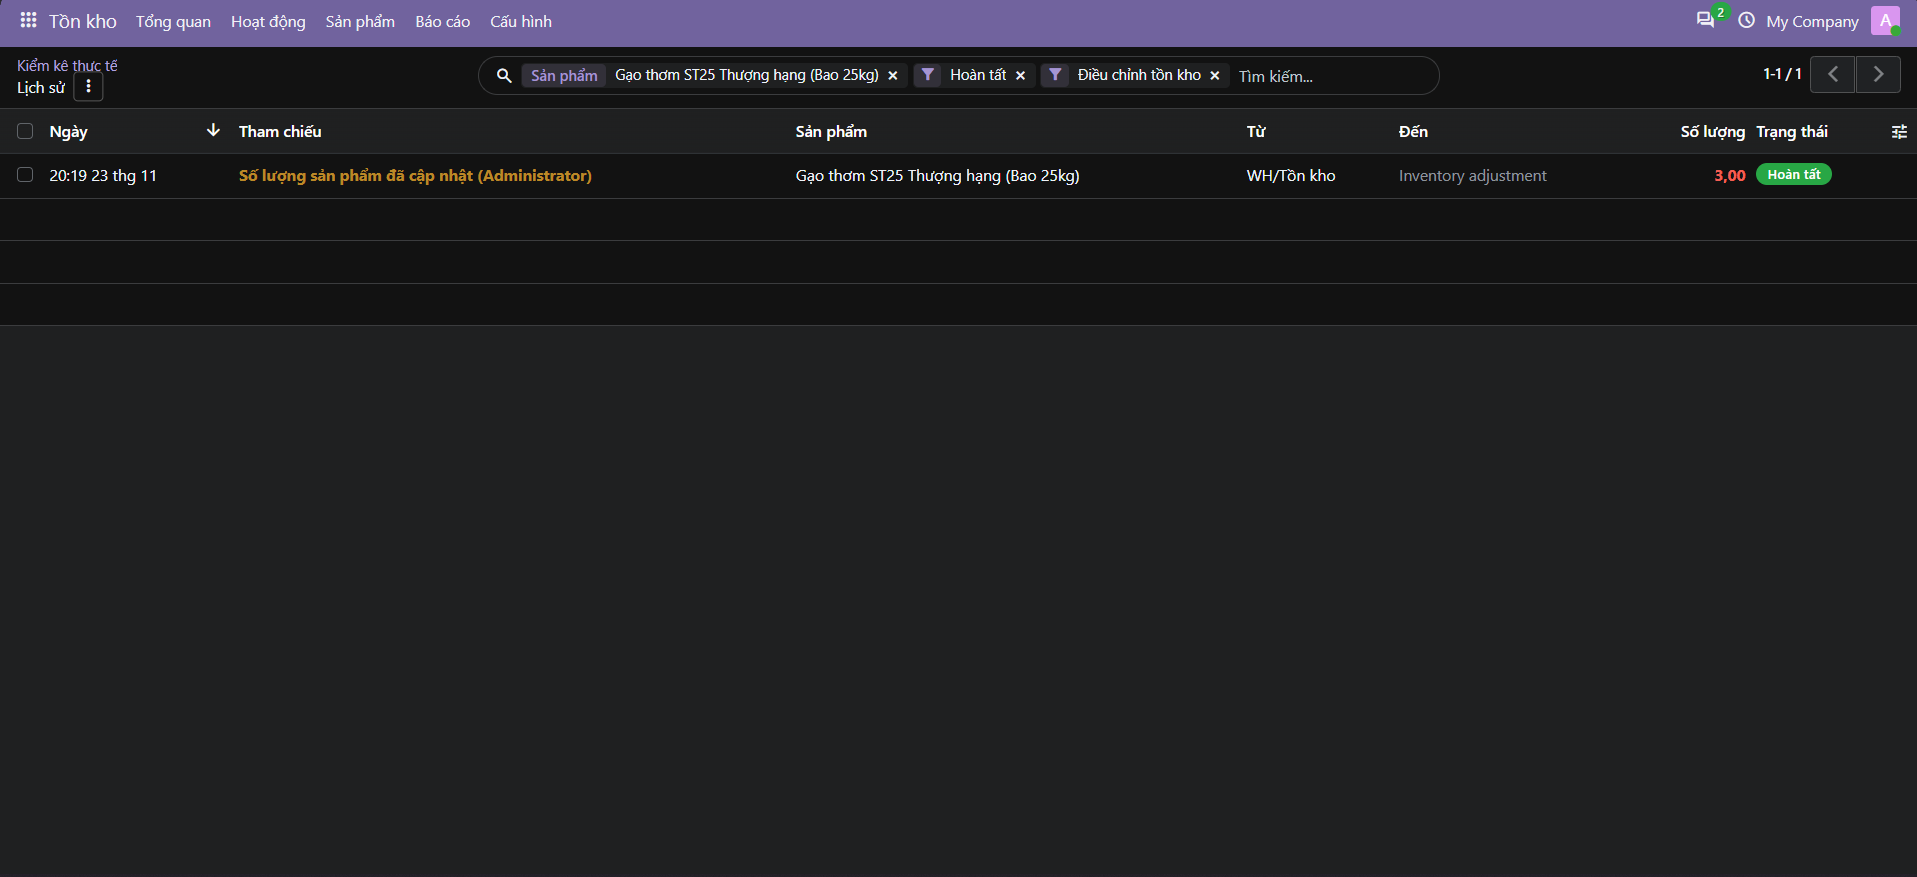 Tồn kho Tổng quan Hoạt động Sản phẩm Báo cáo Cấu hình 2 My Company A
Kiểm kê thực tế
Lịch sử
Sản phẩm Gạo thơm ST25 Thượng hạng (Bao 25kg) × Hoàn tất × Điều chỉnh tồn kho × Tìm kiếm...
1-1 / 1
Ngày Tham chiếu Sản phẩm Từ Đến Số lượng Trạng thái
20:19 23 thg 11 Số lượng sản phẩm đã cập nhật (Administrator) Gạo thơm ST25 Thượng hạng (Bao 25kg) WH/Tồn kho Inventory adjustment 3,00 Hoàn tất